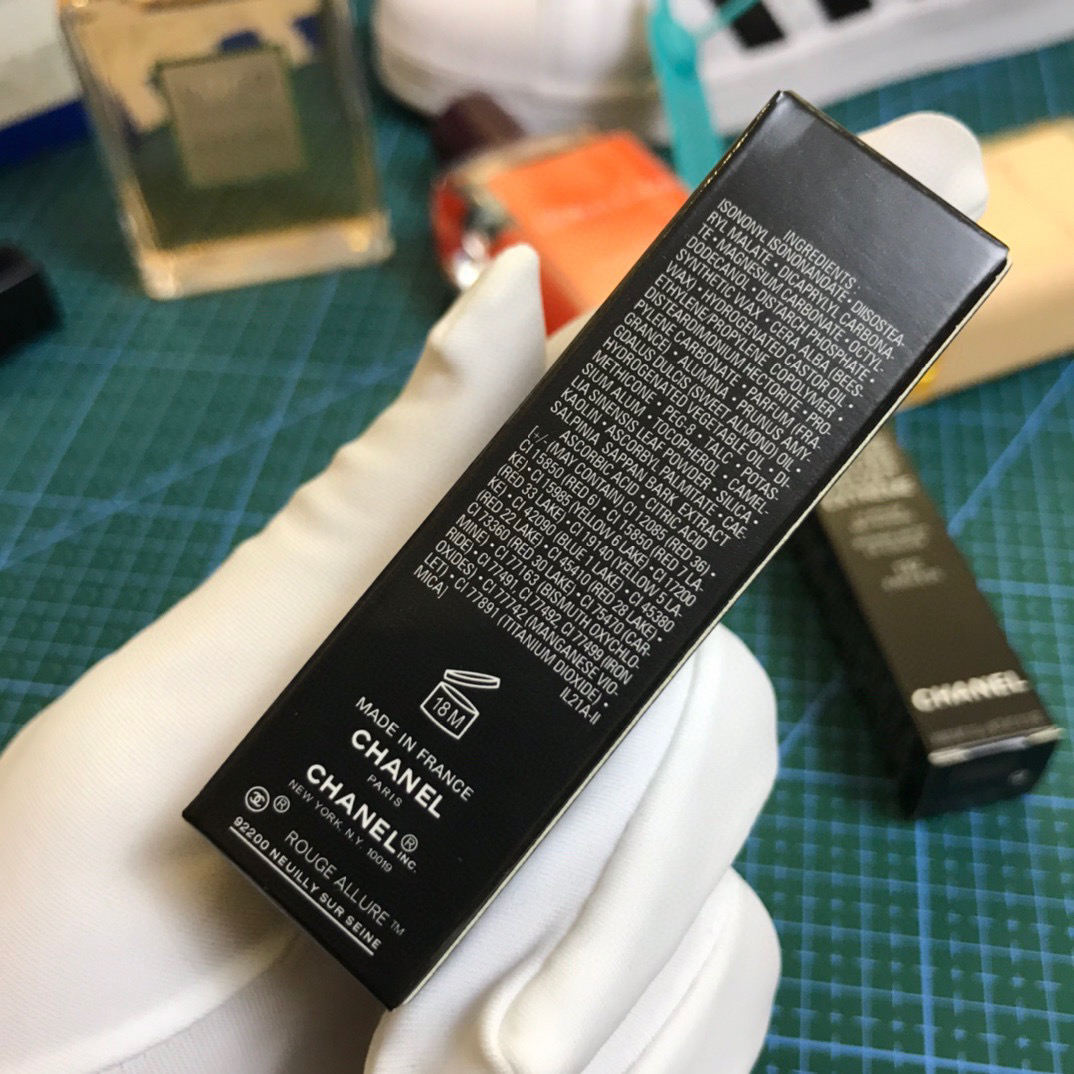 INGREDIENTS :
ISONONYL ISONOVANOATE • DIISOSTEA-
RYL MALATE • DICAPRYLYL CARBONA-
TE • MAGNESIUM CARBONATE • OCTYL-
DODECANOL • DISTARCH PHOSPHATE •
SYNTHETIC WAX • CERA ALBA (BEES-
WAX) • HYDROGENATED CASTOR OIL •
ETHYLENE/PROPYLENE COPOLYMER •
DISTEARDIMONIUM HECTORITE • PRO-
PYLENE CARBONATE • PARFUM (FRA-
GRANCE) • ALUMINA • PRUNUS AMY-
GDALUS DULCIS (SWEET ALMOND) OIL •
HYDROGENATED VEGETABLE OIL • DI-
METHICONE • PEG-8 • TALC • POTAS-
SIUM ALUM • TOCOPHEROL • CAMEL-
LIA SINENSIS LEAF POWDER • SILICA •
KAOLIN • ASCORBYL PALMITATE • CAE-
SALPINIA SAPPAN BARK EXTRACT •
ASCORBIC ACID • CITRIC ACID •
[+/-(MAY CONTAIN) CI 12085 (RED 36) •
CI 15850 (RED 6) • CI 15850 (RED 7 LA-
KE) • CI 15985 (YELLOW 6 LAKE) • CI 17200
(RED 33 LAKE) • CI 19140 (YELLOW 5 LA-
KE) • CI 42090 (BLUE 1 LAKE) • CI 45380
(RED 22 LAKE) • CI 45410 (RED 28 LAKE) •
CI 73360 (RED 30 LAKE) • CI 75470 (CAR-
MINE) • CI 77163 (BISMUTH OXYCHLO-
RIDE) • CI 77491, CI 77492, CI 77499 (IRON
OXIDES) • CI 77742 (MANGANESE VIO-
LET) • CI 77891 (TITANIUM DIOXIDE) •
MICA]
IL21A-II
18 M
MADE IN FRANCE
CHANEL
PARIS
CHANEL® INC.
NEW YORK, N.Y. 10019
®
ROUGE ALLURE™
92200 NEUILLY SUR SEINE
CHANEL